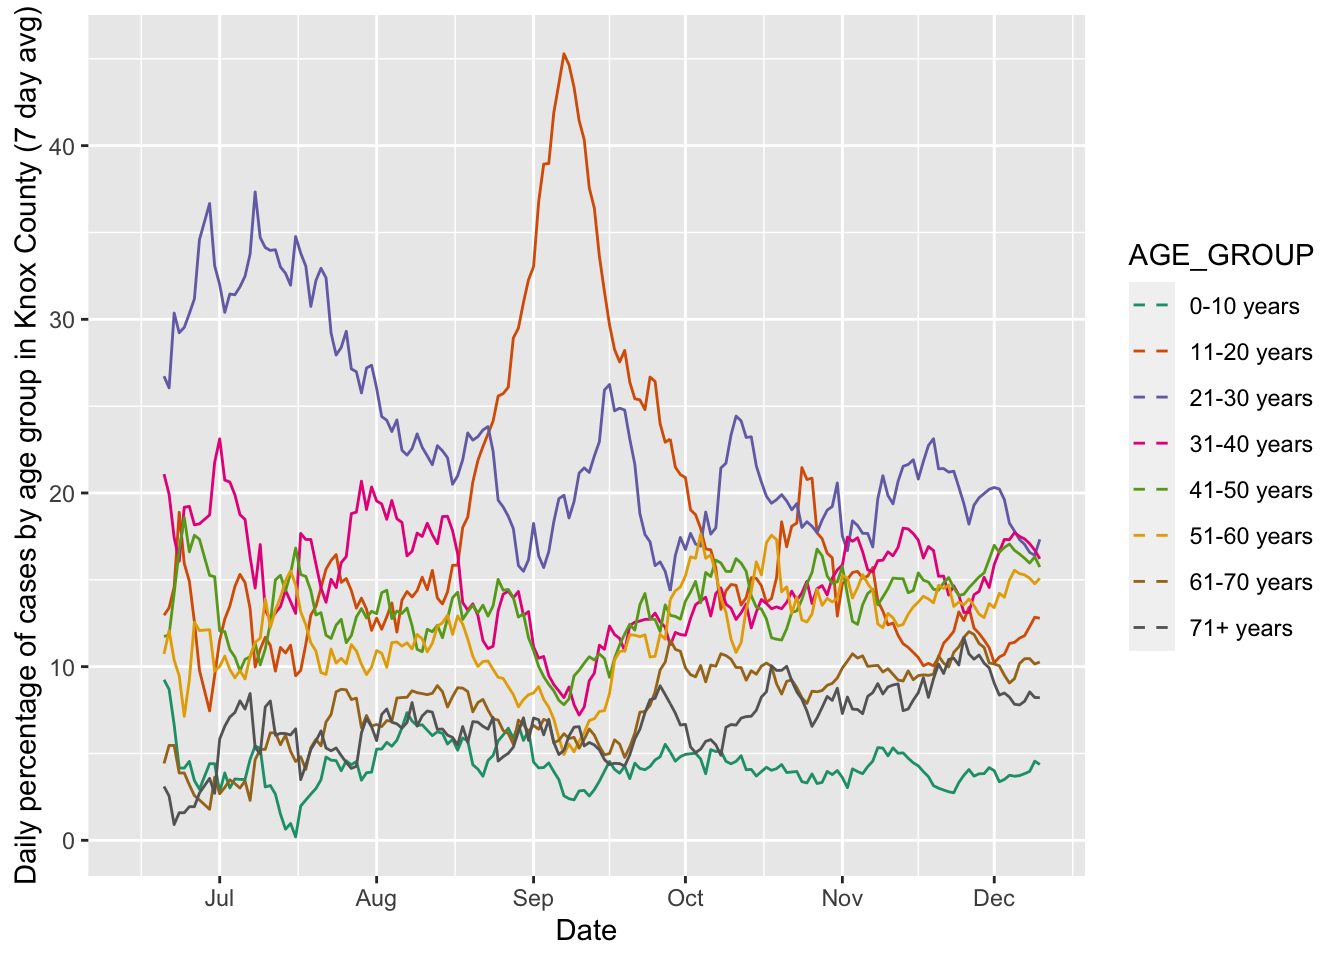 Daily percentage of cases by age group in Knox County (7 day avg)
40
30
20
10
0
Jul
Aug
Sep
Oct
Nov
Dec
Date
AGE_GROUP
0-10 years
11-20 years
21-30 years
31-40 years
41-50 years
51-60 years
61-70 years
71+ years